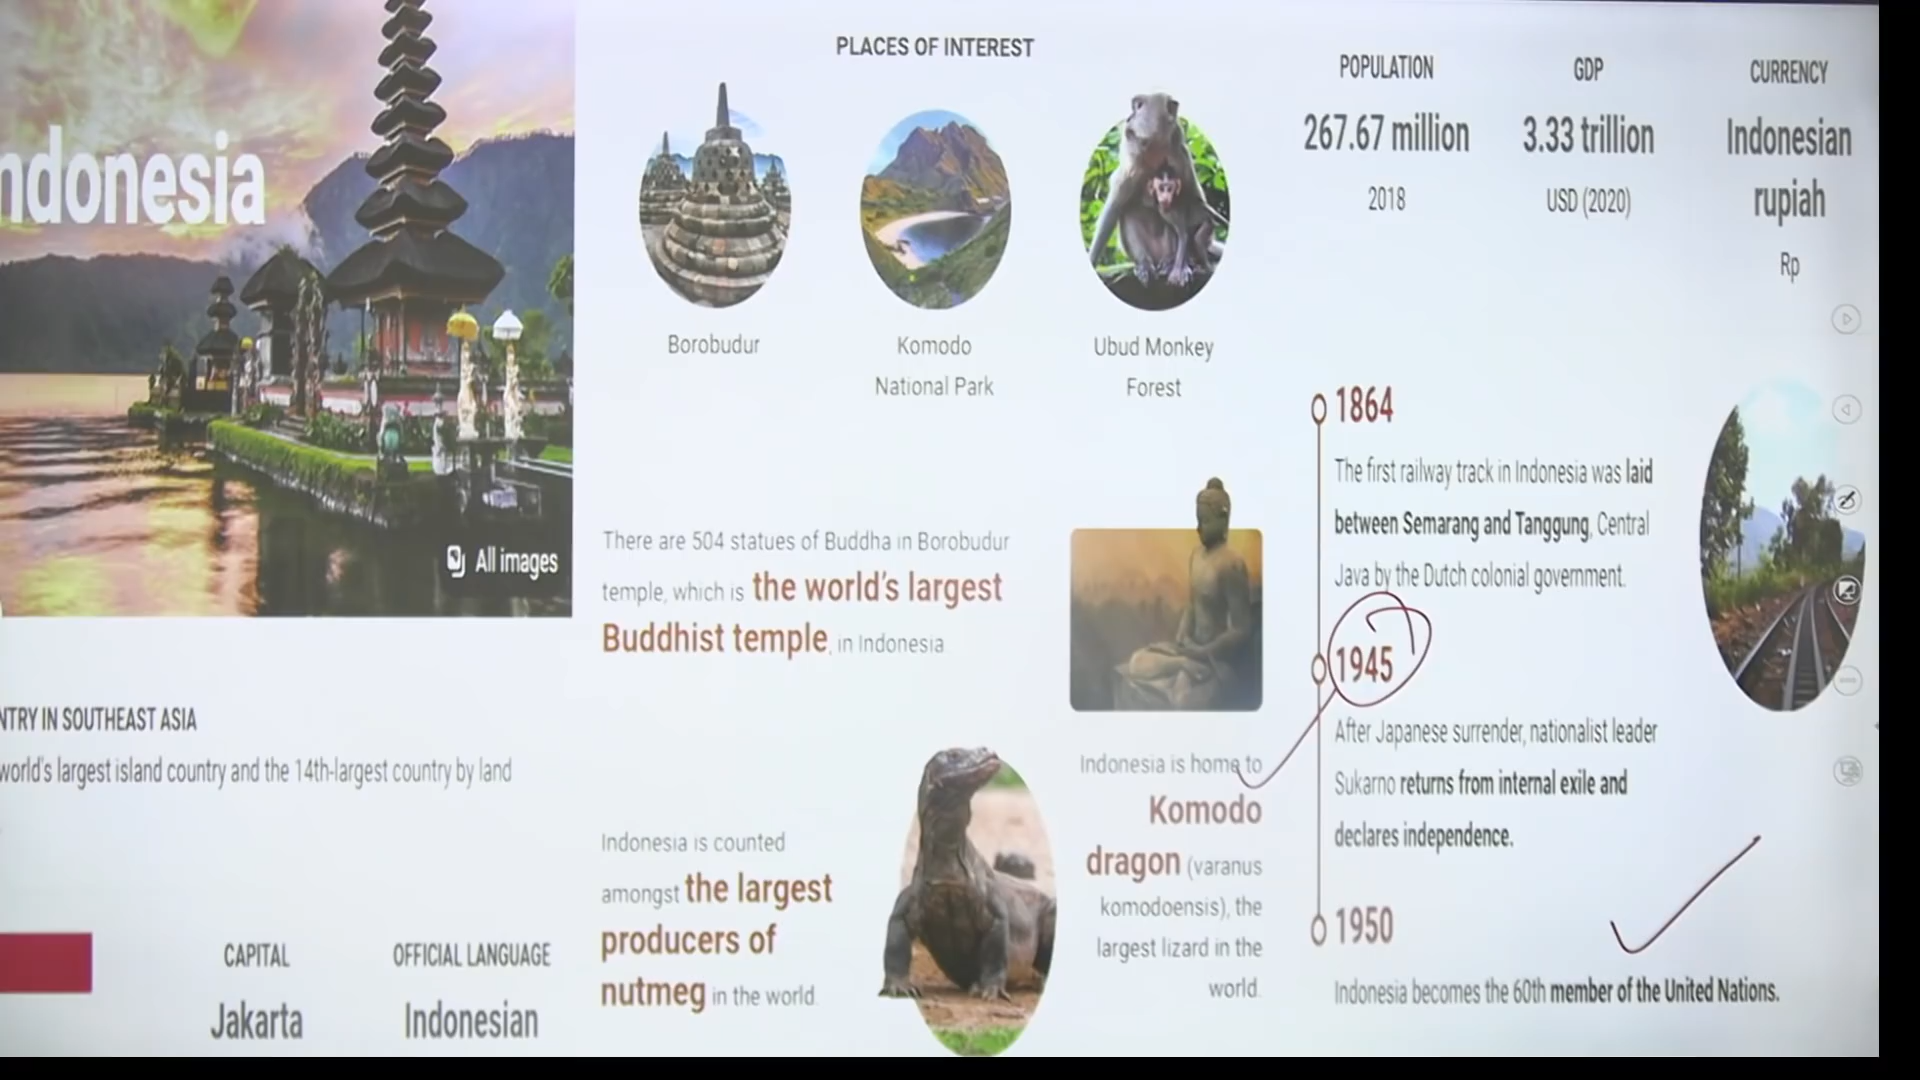 ndonesia
All images
NTRY IN SOUTHEAST ASIA
world's largest island country and the 14th-largest country by land
CAPITAL
Jakarta
OFFICIAL LANGUAGE
Indonesian
PLACES OF INTEREST
Borobudur
Komodo
National Park
Ubud Monkey
Forest
There are 504 statues of Buddha in Borobudur
temple, which is the world's largest
Buddhist temple, in Indonesia
Indonesia is counted
amongst the largest
producers of
nutmeg in the world.
Indonesia is home to
Komodo
dragon (varanus
komodoensis), the
largest lizard in the
world.
POPULATION
267.67 million
2018
GDP
3.33 trillion
USD (2020)
CURRENCY
Indonesian
rupiah
Rp
1864
The first railway track in Indonesia was laid
between Semarang and Tanggung, Central
Java by the Dutch colonial government.
1945
After Japanese surrender, nationalist leader
Sukarno returns from internal exile and
declares independence.
1950
Indonesia becomes the 60th member of the United Nations.